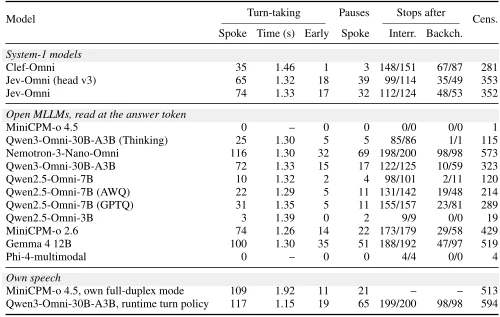 Model Turn-taking Pauses Stops after Cens.
Spoke Time (s) Early Spoke Interr. Backch.
System-1 models
Clef-Omni 35 1.46 1 3 148/151 67/87 281
Jev-Omni (head v3) 65 1.32 18 39 99/114 35/49 353
Jev-Omni 74 1.33 17 32 112/124 48/53 352
Open MLLMs, read at the answer token
MiniCPM-o 4.5 0 – 0 0 0/0 0/0 1
Qwen3-Omni-30B-A3B (Thinking) 25 1.30 5 5 85/86 1/1 115
Nemotron-3-Nano-Omni 116 1.30 32 69 198/200 98/98 573
Qwen3-Omni-30B-A3B 72 1.33 15 17 122/125 10/59 323
Qwen2.5-Omni-7B 10 1.32 2 4 98/101 2/11 120
Qwen2.5-Omni-7B (AWQ) 22 1.29 5 11 131/142 19/48 214
Qwen2.5-Omni-7B (GPTQ) 31 1.35 5 11 155/157 23/81 289
Qwen2.5-Omni-3B 3 1.39 0 2 9/9 0/0 19
MiniCPM-o 2.6 74 1.26 14 22 173/179 29/58 429
Gemma 4 12B 100 1.30 35 51 188/192 47/97 519
Phi-4-multimodal 0 – 0 0 4/4 0/0 4
Own speech
MiniCPM-o 4.5, own full-duplex mode 109 1.92 11 21 – – 513
Qwen3-Omni-30B-A3B, runtime turn policy 117 1.15 19 65 199/200 98/98 594